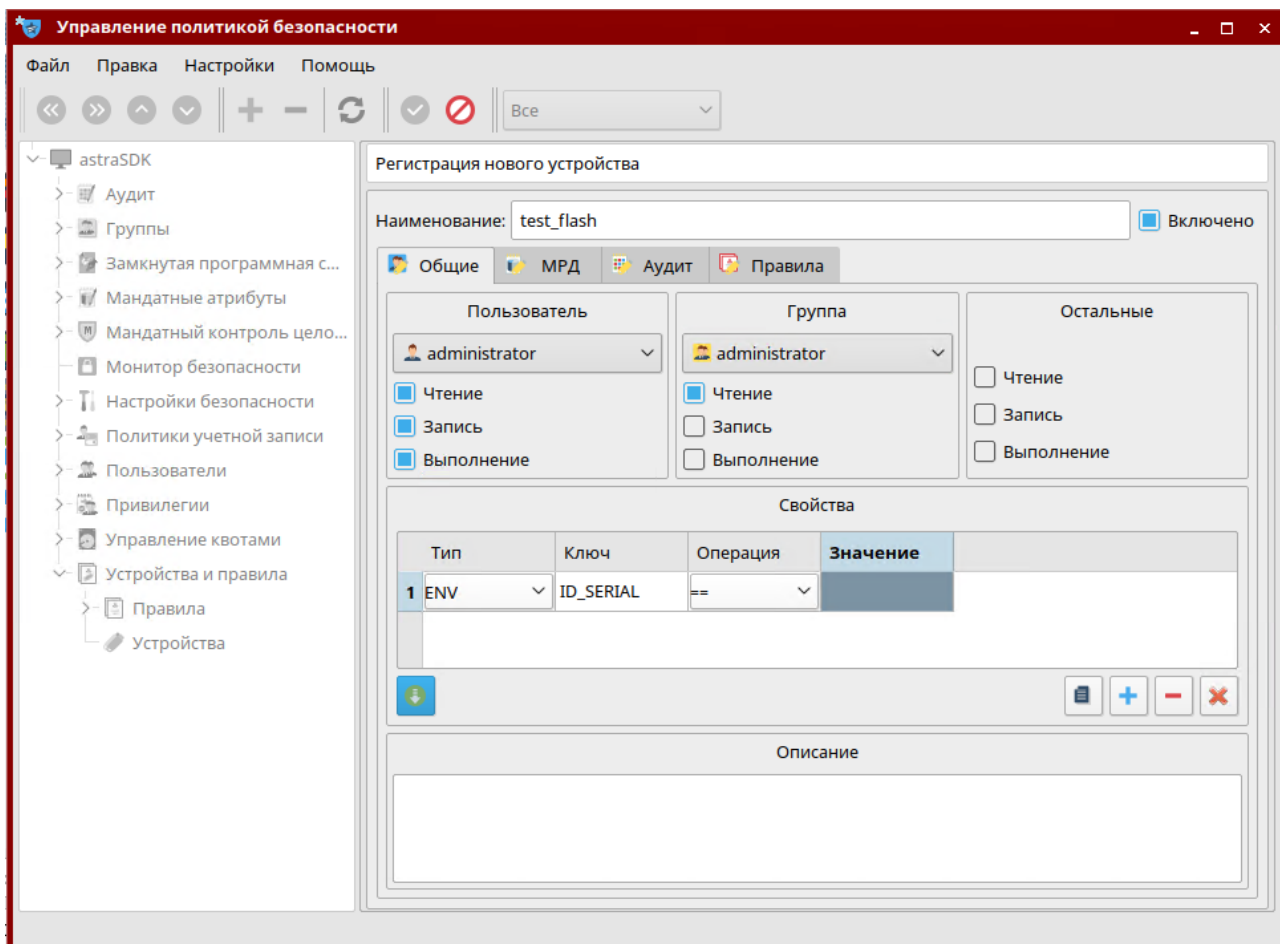 Управление политикой безопасности
Файл Правка Настройки Помощь
Все
astraSDK
Аудит
Группы
Замкнутая программная с...
Мандатные атрибуты
Мандатный контроль цело...
Монитор безопасности
Настройки безопасности
Политики учетной записи
Пользователи
Привилегии
Управление квотами
Устройства и правила
Правила
Устройства
Регистрация нового устройства
Наименование: test_flash Включено
Общие МРД Аудит Правила
Пользователь
administrator
Чтение
Запись
Выполнение
Группа
administrator
Чтение
Запись
Выполнение
Остальные
Чтение
Запись
Выполнение
Свойства
Тип Ключ Операция Значение
1 ENV ID_SERIAL ==
Описание